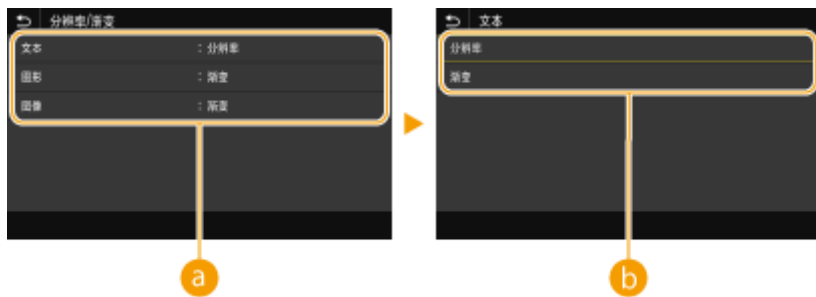 分辨率/渐变
文本 : 分辨率
图形 : 渐变
图像 : 渐变
a
文本
分辨率
渐变
b